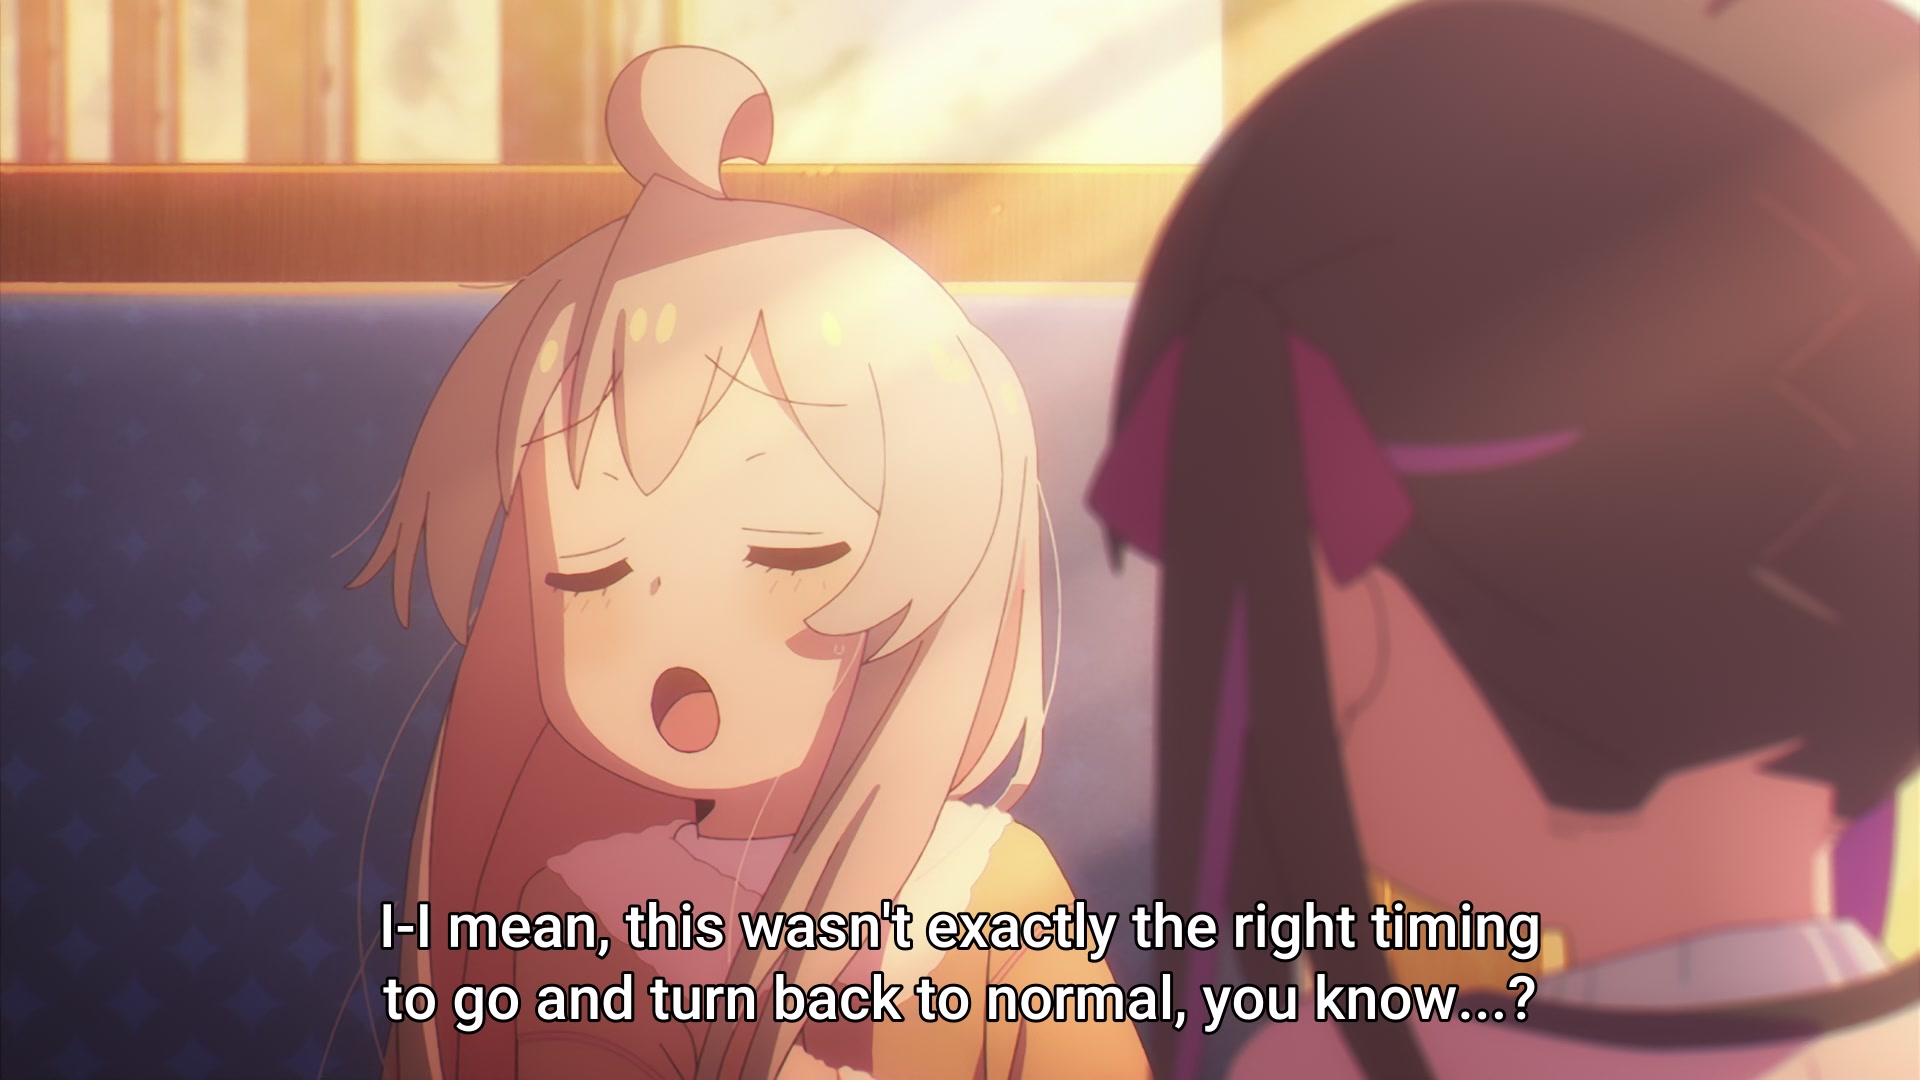 I-I mean, this wasn't exactly the right timing
to go and turn back to normal, you know...?